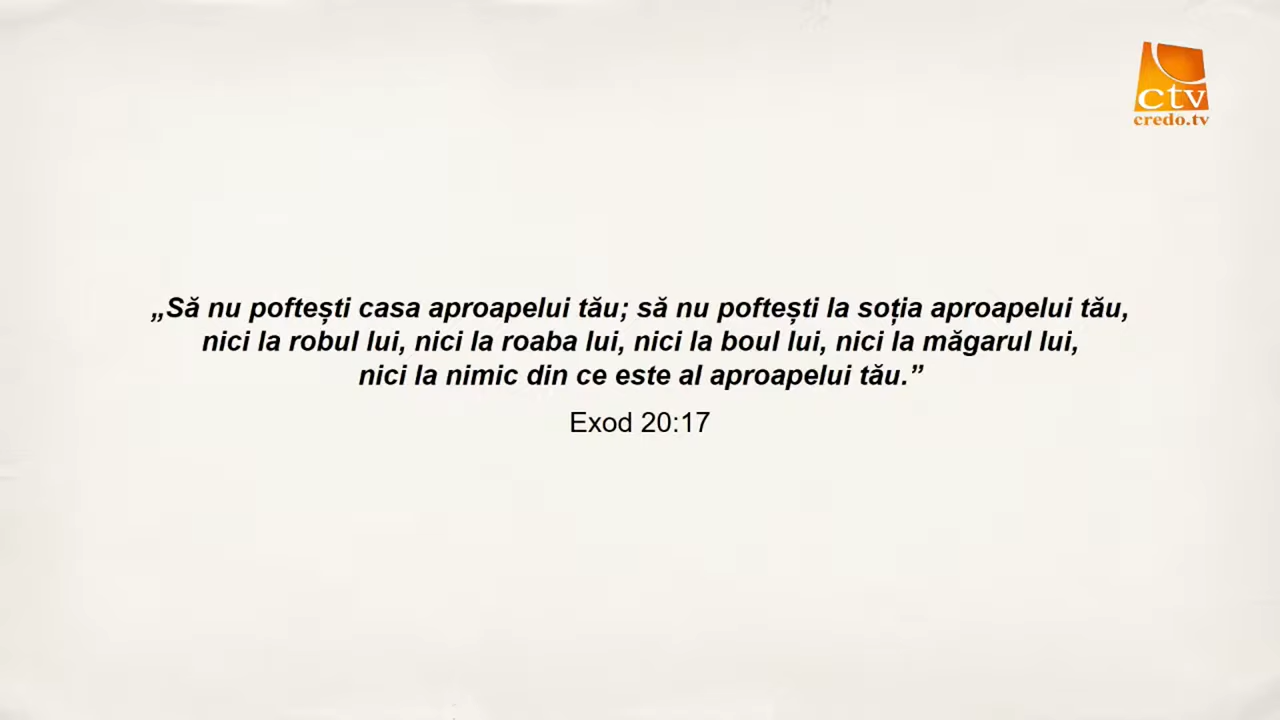 ctv
credo.tv
„Să nu poftești casa aproapelui tău; să nu poftești la soția aproapelui tău,
nici la robul lui, nici la roaba lui, nici la boul lui, nici la măgarul lui,
nici la nimic din ce este al aproapelui tău.”
Exod 20:17